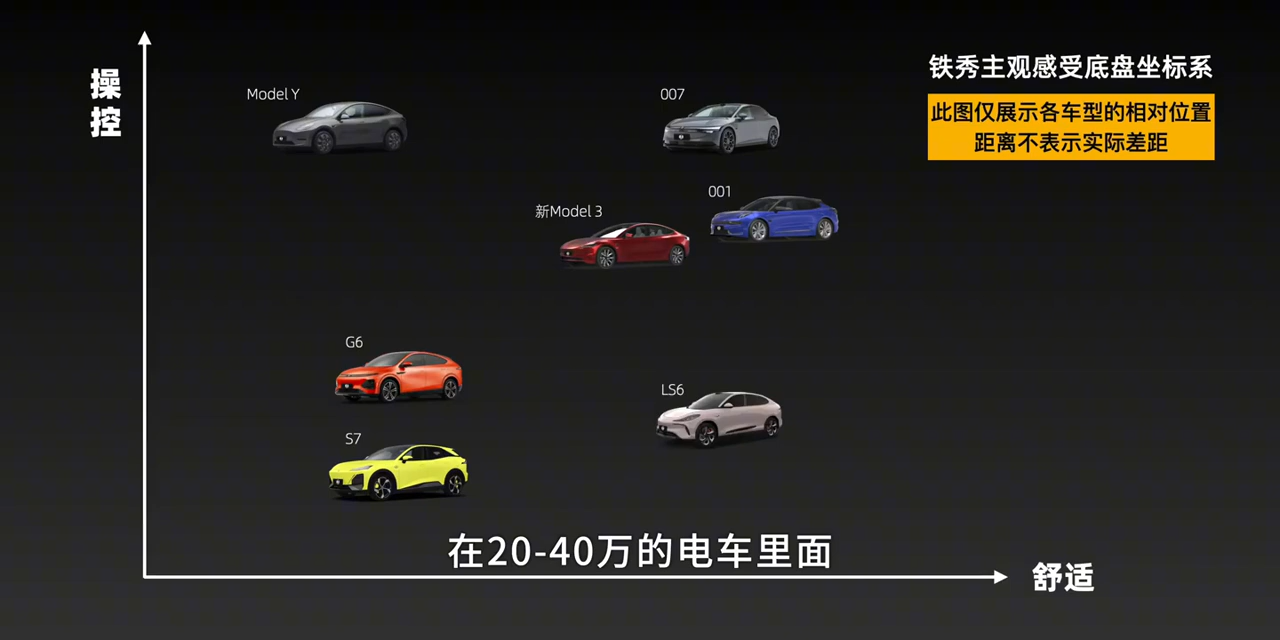 操控
铁秀主观感受底盘坐标系
此图仅展示各车型的相对位置
距离不表示实际差距
Model Y
007
001
新Model 3
G6
LS6
S7
在20-40万的电车里面
舒适